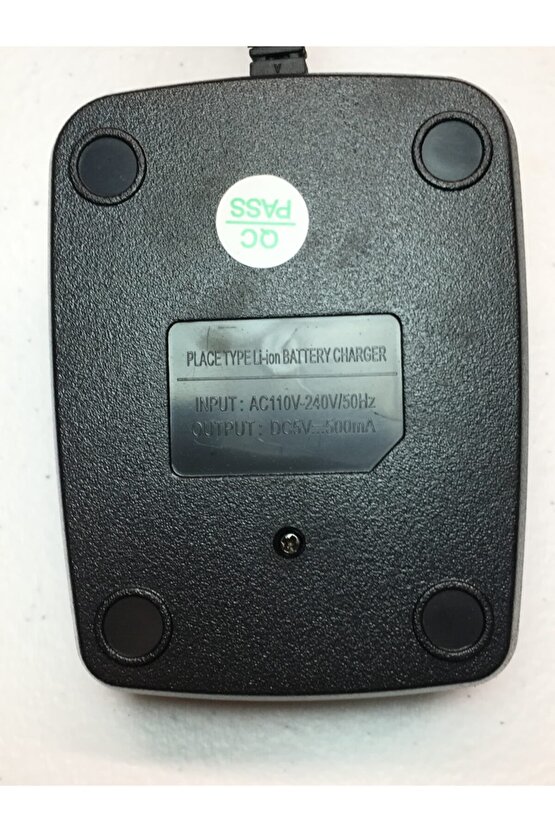 QC
PASS
PLACE TYPE Li-ion BATTERY CHARGER
INPUT : AC110V-240V/50Hz
OUTPUT : DC5V...500mA